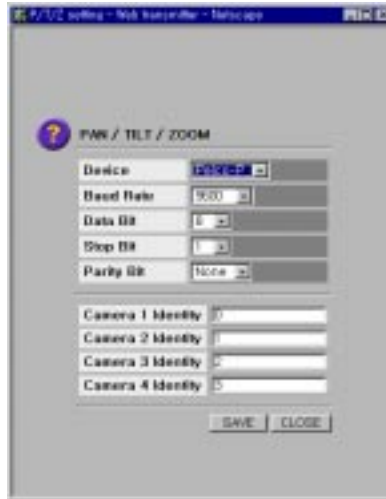 P/T/Z setting - Web transmitter - Netscape
?
PAN / TILT / ZOOM
Device Pelco-P
Baud Rate 9600
Data Bit 8
Stop Bit 1
Parity Bit None
Camera 1 Identity 0
Camera 2 Identity 1
Camera 3 Identity 2
Camera 4 Identity 3
SAVE CLOSE